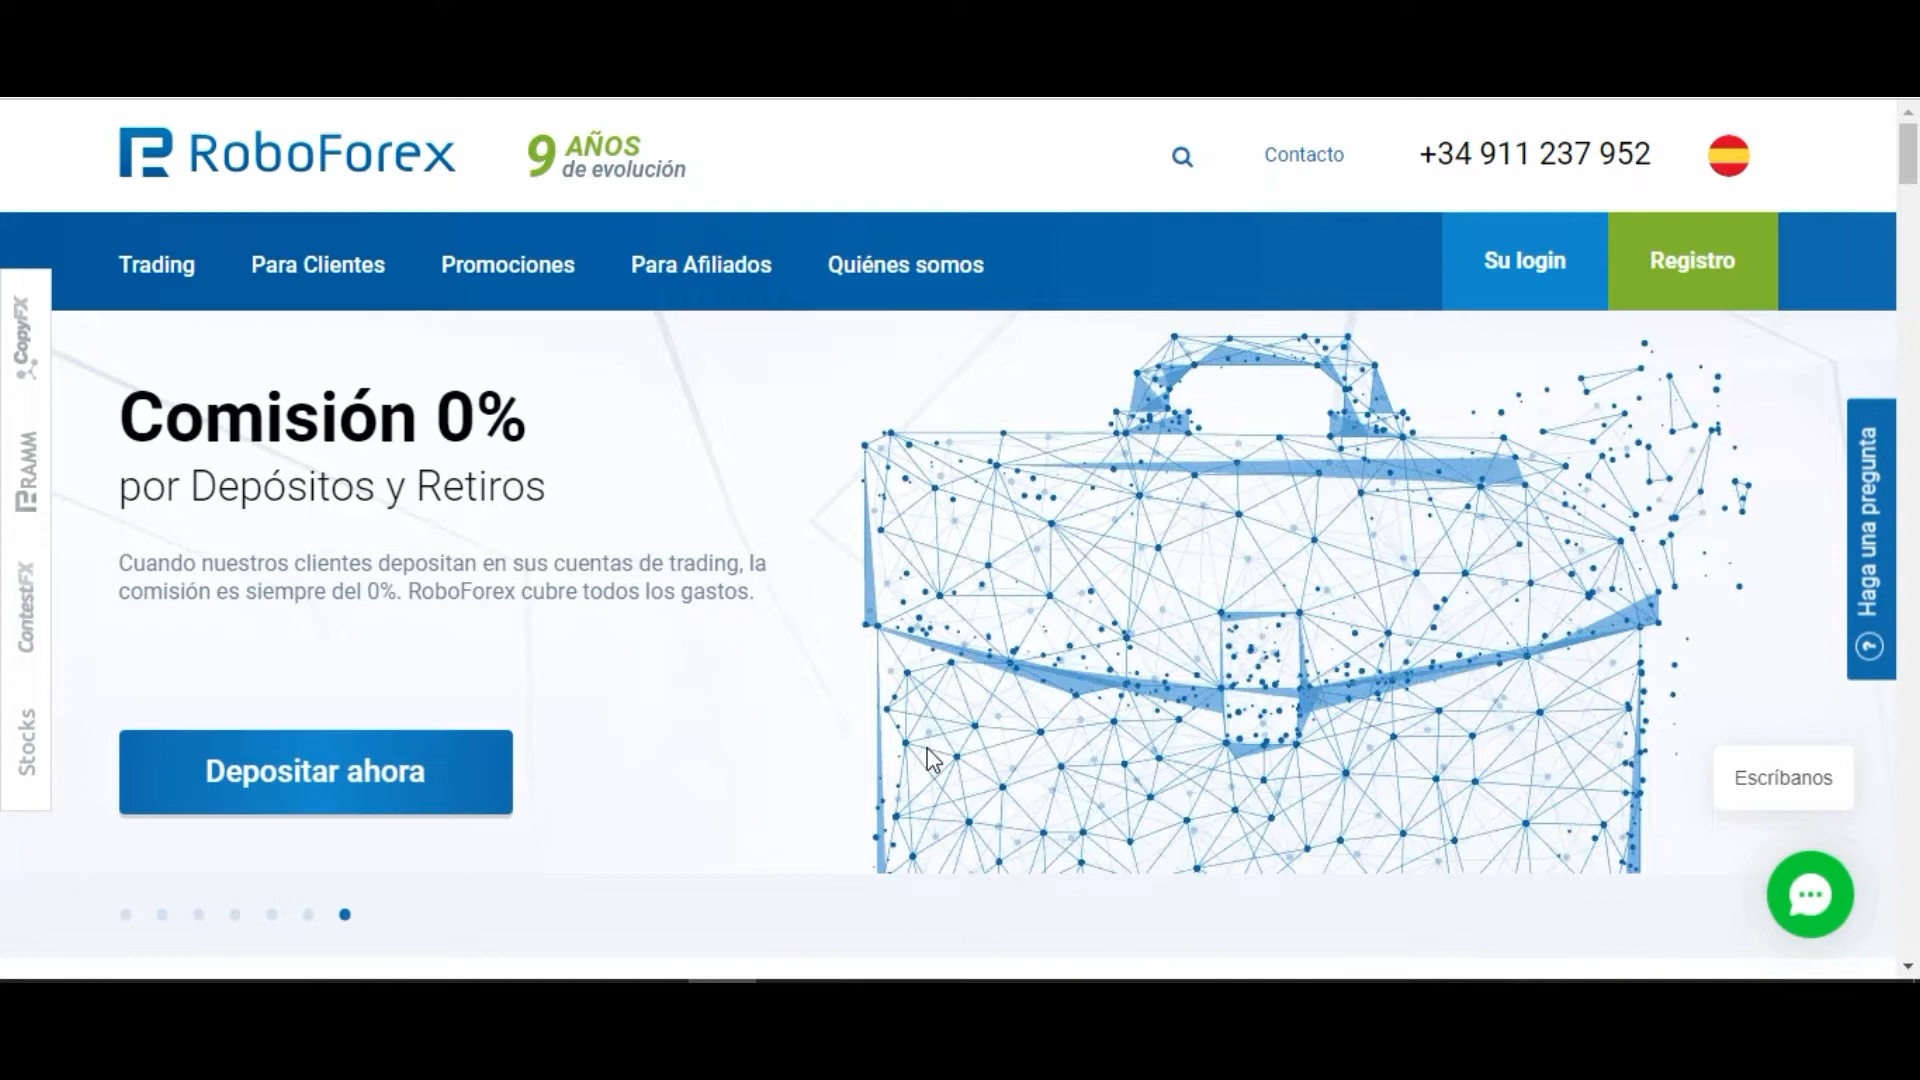 RoboForex
9 AÑOS
de evolución
Contacto
+34 911 237 952
Trading
Para Clientes
Promociones
Para Afiliados
Quiénes somos
Su login
Registro
CopyFX
RAMM
ContestFX
Stocks
Comisión 0%
por Depósitos y Retiros
Cuando nuestros clientes depositan en sus cuentas de trading, la
comisión es siempre del 0%. RoboForex cubre todos los gastos.
Depositar ahora
Haga una pregunta
?
Escríbanos